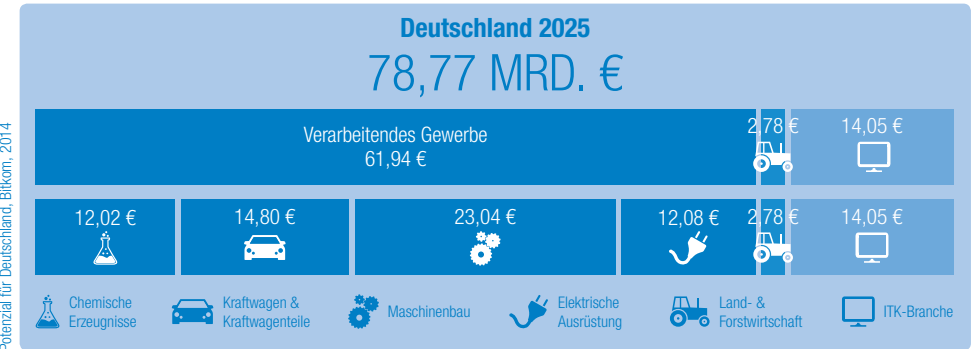 Deutschland 2025
78,77 MRD. €
Verarbeitendes Gewerbe
61,94 €
2,78 €
14,05 €
12,02 €
14,80 €
23,04 €
12,08 €
2,78 €
14,05 €
Chemische
Erzeugnisse
Kraftwagen &
Kraftwagenteile
Maschinenbau
Elektrische
Ausrüstung
Land- &
Forstwirtschaft
ITK-Branche
Potenzial für Deutschland, Bitkom, 2014